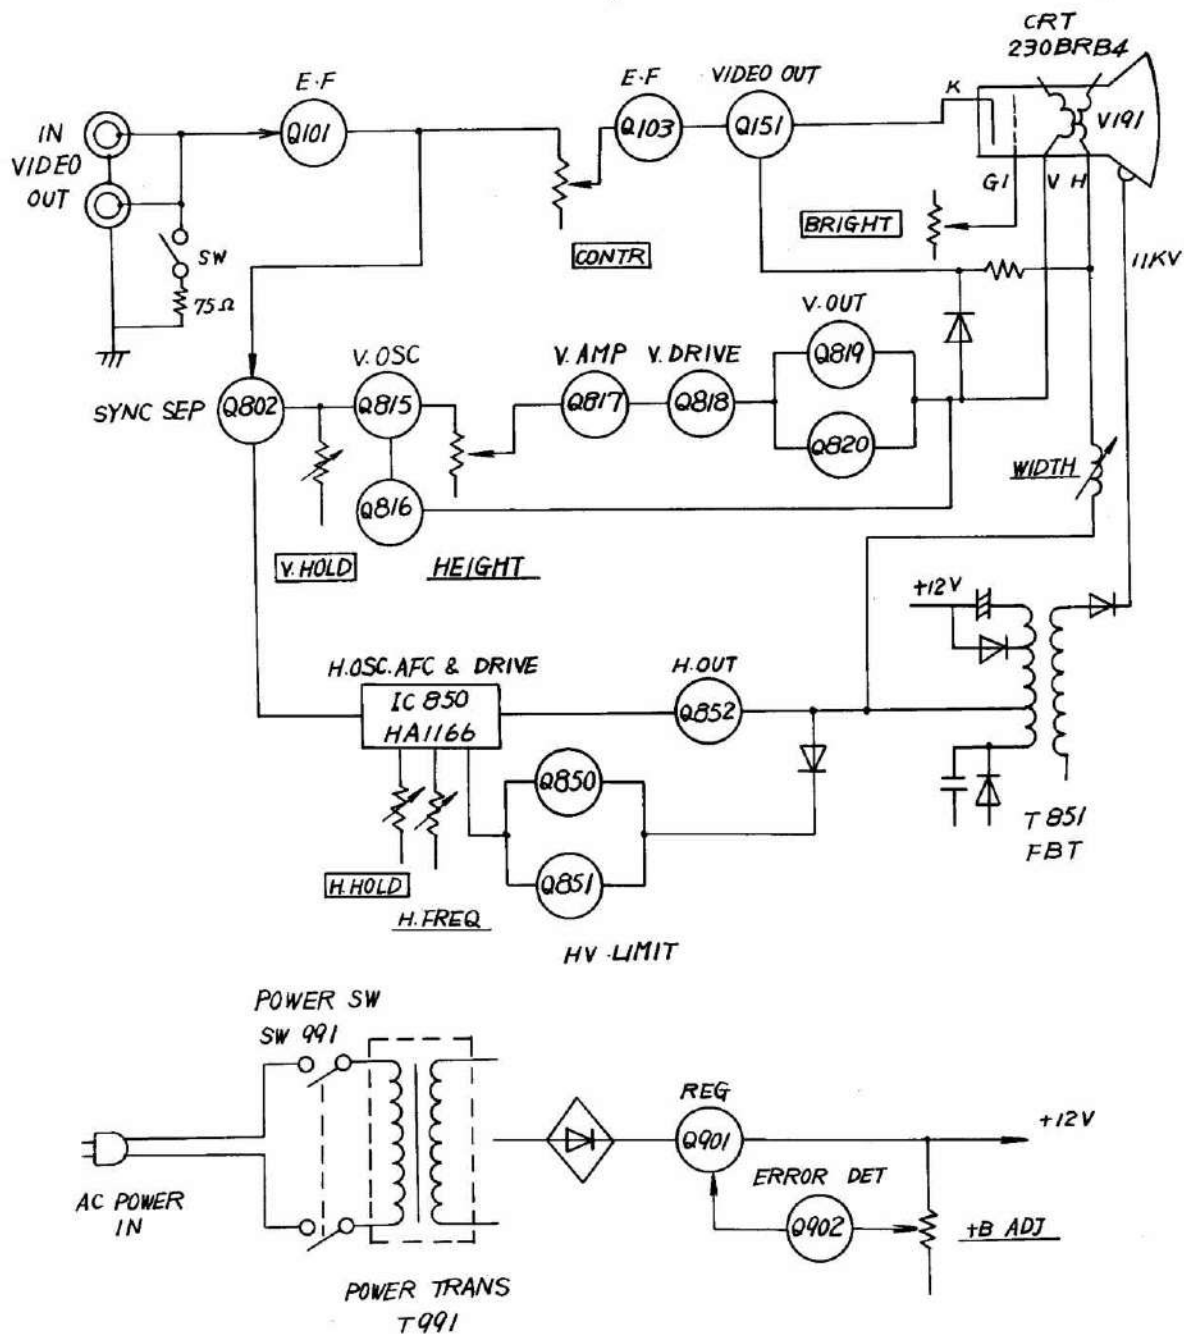 CRT
230BRB4
E·F
E·F
VIDEO OUT
K
IN
VIDEO
OUT
Q101
Q103
Q151
V191
G1
V H
SW
75Ω
CONTR
BRIGHT
11KV
V.OUT
V.OSC
V.AMP
V.DRIVE
Q819
SYNC SEP
Q802
Q815
Q817
Q818
Q820
WIDTH
Q816
V.HOLD
HEIGHT
+12V
H.OSC.AFC & DRIVE
H.OUT
IC 850
HA1166
Q852
Q850
T 851
FBT
Q851
H.HOLD
H.FREQ
HV LIMIT
POWER SW
SW 991
REG
+12V
Q901
ERROR DET
AC POWER
IN
Q902
+B ADJ
POWER TRANS
T991